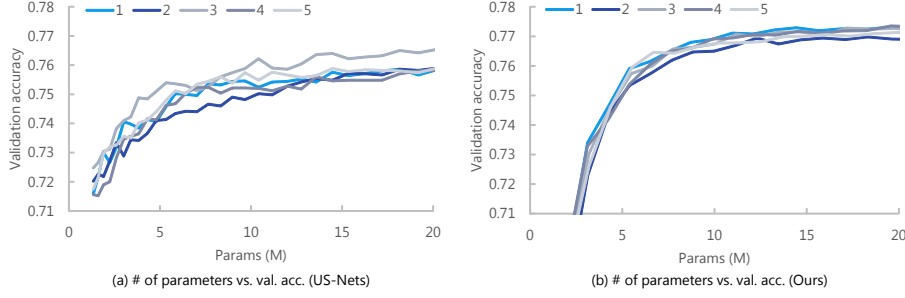 1 2 3 4 5
0.78
0.77
0.76
0.75
0.74
0.73
0.72
0.71
Validation accuracy
0 5 10 15 20
Params (M)
(a) # of parameters vs. val. acc. (US-Nets)
1 2 3 4 5
0.78
0.77
0.76
0.75
0.74
0.73
0.72
0.71
Validation accuracy
0 5 10 15 20
Params (M)
(b) # of parameters vs. val. acc. (Ours)